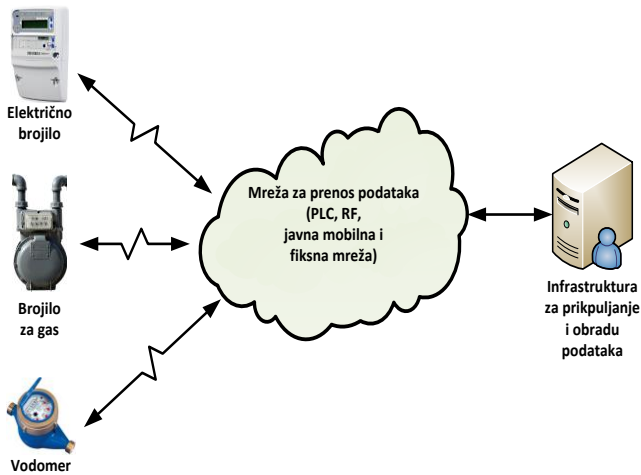 Električno
brojilo
Brojilo
za gas
Vodomer
Mreža za prenos podataka
(PLC, RF,
javna mobilna i
fiksna mreža)
Infrastruktura
za prikpuljanje
i obradu
podataka